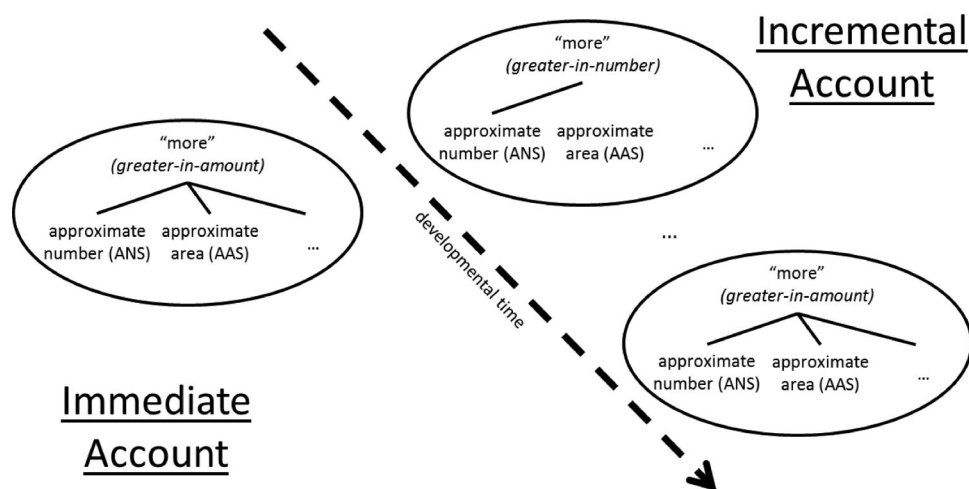 Incremental
Account
“more”
(greater-in-number)
approximate
number (ANS)
approximate
area (AAS)
...
“more”
(greater-in-amount)
approximate
number (ANS)
approximate
area (AAS)
...
developmental time
...
“more”
(greater-in-amount)
approximate
number (ANS)
approximate
area (AAS)
...
Immediate
Account